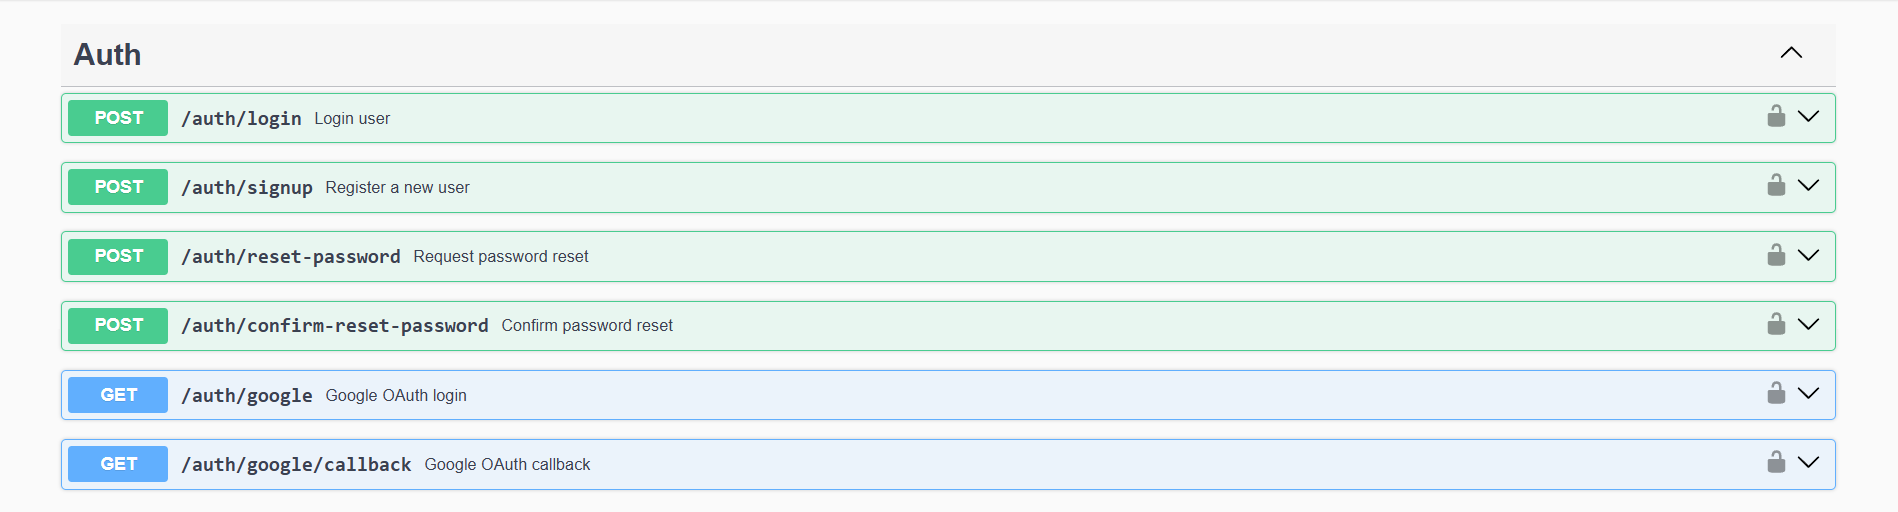 Auth
POST /auth/login Login user
POST /auth/signup Register a new user
POST /auth/reset-password Request password reset
POST /auth/confirm-reset-password Confirm password reset
GET /auth/google Google OAuth login
GET /auth/google/callback Google OAuth callback